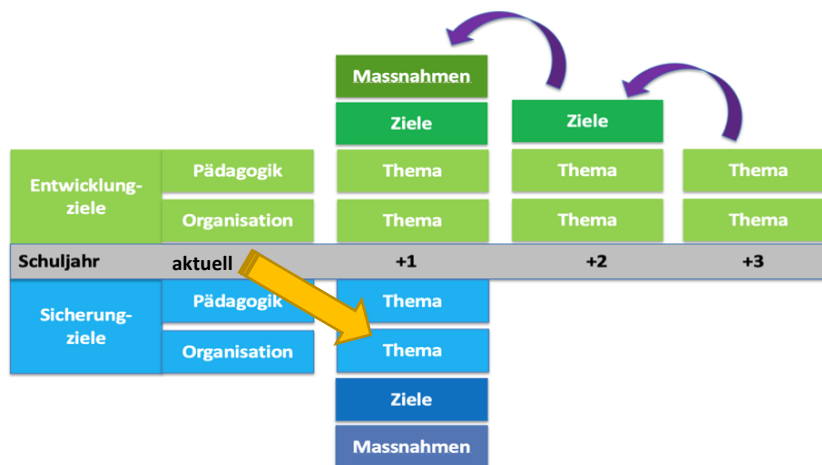 Massnahmen
Ziele
Ziele
Entwicklung-
ziele
Pädagogik
Thema
Thema
Thema
Organisation
Thema
Thema
Thema
Schuljahr
aktuell
+1
+2
+3
Sicherung-
ziele
Pädagogik
Thema
Organisation
Thema
Ziele
Massnahmen